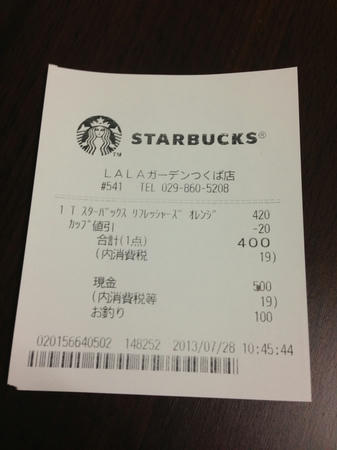 STARBUCKS®
TM
LALAガーデンつくば店
#541 TEL 029-860-5208
1 T スターバックス リフレッシャーズ オレンジ 420
カップ値引 -20
合計(1点) 400
(内消費税 19)
現金 500
(内消費税等 19)
お釣り 100
020156640502 148252 2013/07/28 10:45:44